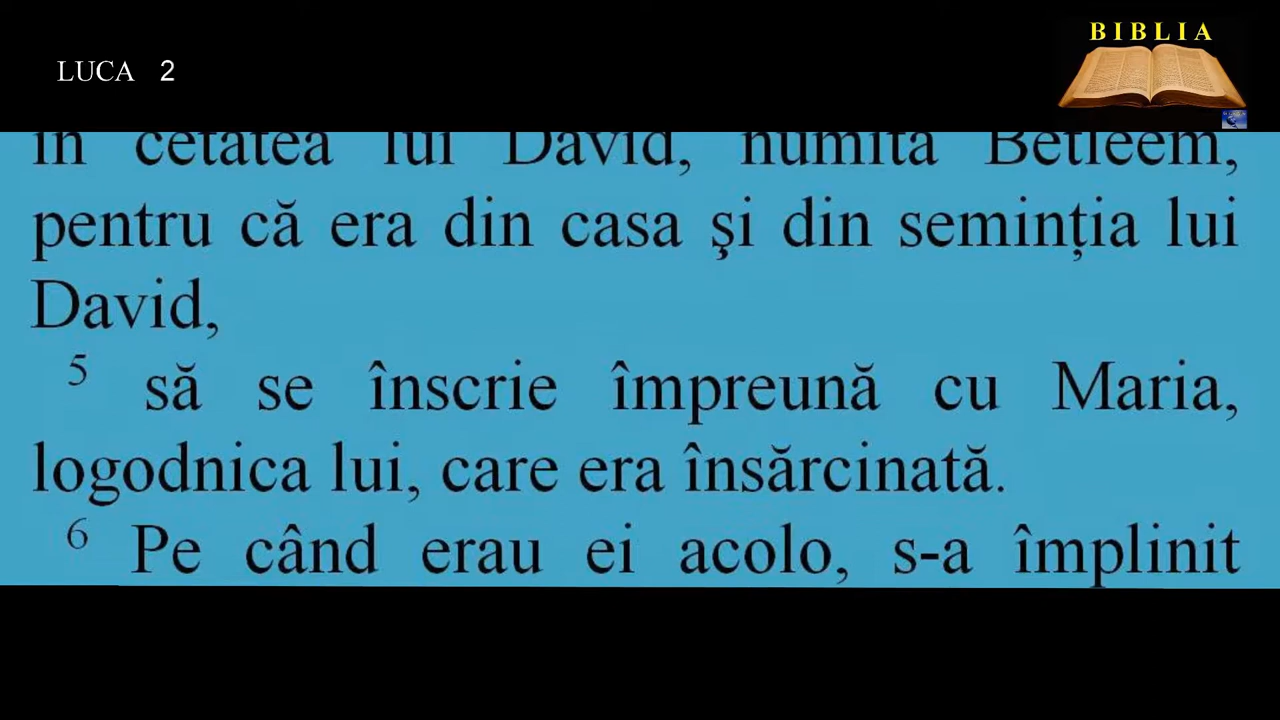 BIBLIA
LUCA 2
în cetatea lui David, numită Betleem,
pentru că era din casa şi din seminţia lui
David,
5 să se înscrie împreună cu Maria,
logodnica lui, care era însărcinată.
6 Pe când erau ei acolo, s-a împlinit